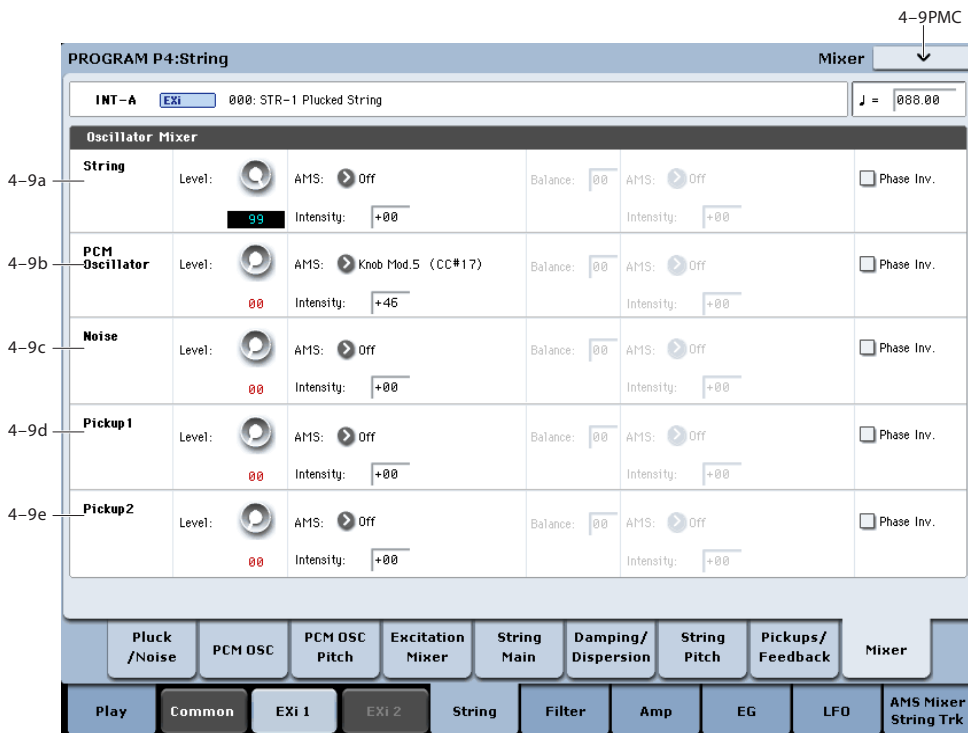 4–9PMC
PROGRAM P4:String
Mixer
INT–A EXi 000: STR–1 Plucked String
♩ = 088.00
Oscillator Mixer
4–9a
String
Level:
99
AMS: Off
Intensity: +00
Balance: 00
AMS: Off
Intensity: +00
Phase Inv.
4–9b
PCM
Oscillator
Level:
00
AMS: Knob Mod.5 (CC#17)
Intensity: +46
Balance: 00
AMS: Off
Intensity: +00
Phase Inv.
4–9c
Noise
Level:
00
AMS: Off
Intensity: +00
Balance: 00
AMS: Off
Intensity: +00
Phase Inv.
4–9d
Pickup1
Level:
00
AMS: Off
Intensity: +00
Balance: 00
AMS: Off
Intensity: +00
Phase Inv.
4–9e
Pickup2
Level:
00
AMS: Off
Intensity: +00
Balance: 00
AMS: Off
Intensity: +00
Phase Inv.
Pluck
/Noise
PCM OSC
PCM OSC
Pitch
Excitation
Mixer
String
Main
Damping/
Dispersion
String
Pitch
Pickups/
Feedback
Mixer
Play
Common
EXi 1
EXi 2
String
Filter
Amp
EG
LFO
AMS Mixer
String Trk